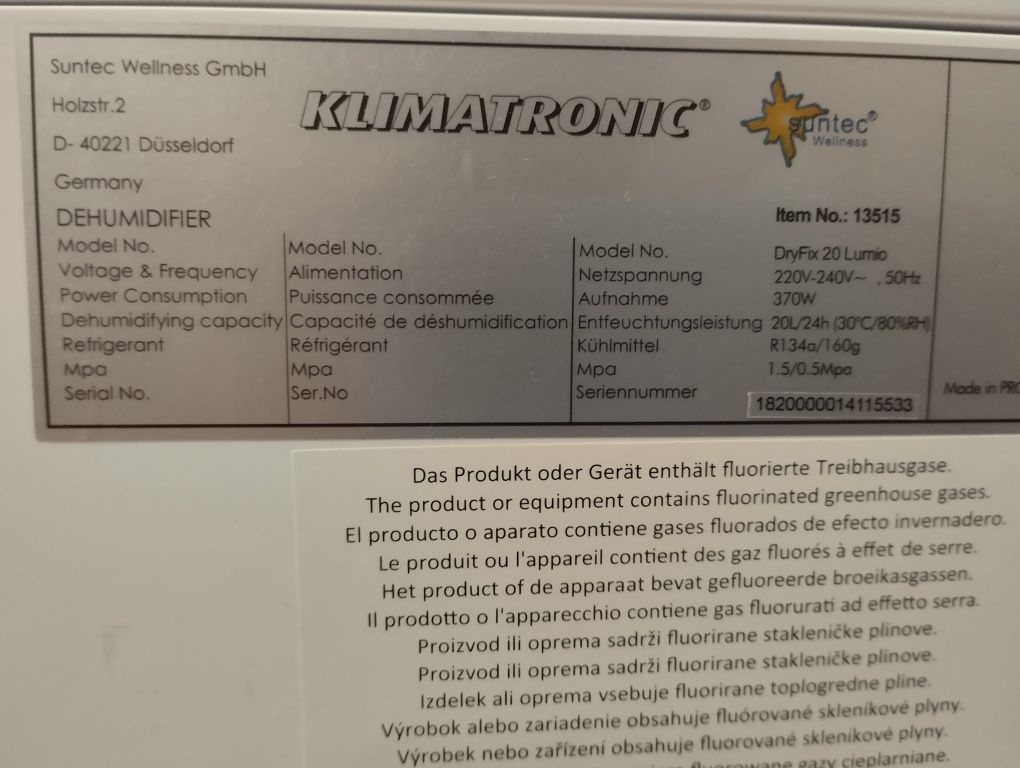 Suntec Wellness GmbH
Holzstr.2
D- 40221 Düsseldorf
Germany
KLIMATRONIC®
suntec®
Wellness
DEHUMIDIFIER
Item No.: 13515
Model No. Model No. Model No. DryFix 20 Lumio
Voltage & Frequency Alimentation Netzspannung 220V-240V~ , 50Hz
Power Consumption Puissance consommée Aufnahme 370W
Dehumidifying capacity Capacité de déshumidification Entfeuchtungsleistung 20L/24h (30°C/80%RH)
Refrigerant Réfrigérant Kühlmittel R134a/160g
Mpa Mpa Mpa 1.5/0.5Mpa
Serial No. Ser.No Seriennummer 1820000014115533
Made in PRC
Das Produkt oder Gerät enthält fluorierte Treibhausgase.
The product or equipment contains fluorinated greenhouse gases.
El producto o aparato contiene gases fluorados de efecto invernadero.
Le produit ou l'appareil contient des gaz fluorés à effet de serre.
Het product of de apparaat bevat gefluoreerde broeikasgassen.
Il prodotto o l'apparecchio contiene gas fluorurati ad effetto serra.
Proizvod ili oprema sadrži fluorirane stakleničke plinove.
Proizvod ili oprema sadrži fluorirane stakleničke plinove.
Izdelek ali oprema vsebuje fluorirane toplogredne pline.
Výrobok alebo zariadenie obsahuje fluórované skleníkové plyny.
Výrobek nebo zařízení obsahuje fluorované skleníkové plyny.
gazy cieplarniane.